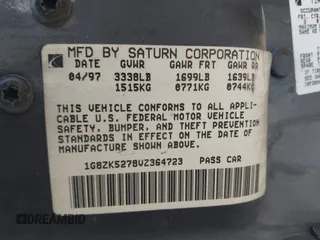 MFD BY SATURN CORPORATION
DATE GVWR GAWR FR GAWR RR
04/97 3338LB 1699LB 1639LB
1515KG 0771KG 0744KG
THIS VEHICLE CONFORMS TO ALL APPLI-
CABLE U.S. FEDERAL MOTOR VEHICLE
SAFETY, BUMPER, AND THEFT PREVENTION
STANDARDS IN EFFECT ON THE DATE OF
MANUFACTURE SHOWN ABOVE.
1G8ZK5278VZ364723 PASS CAR
DREAMBID